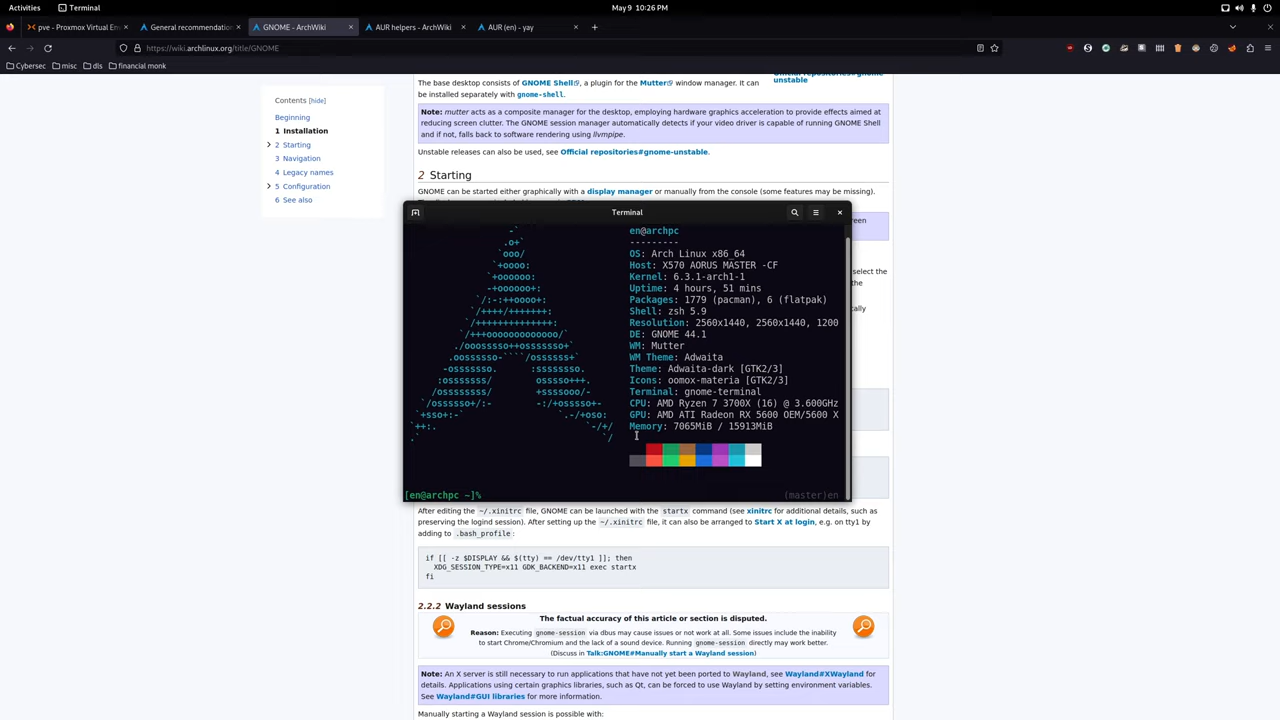 Activities
Terminal
May 9 10:26 PM
pve - Proxmox Virtual En
General recommendation
GNOME - ArchWiki
AUR helpers - ArchWiki
AUR (en) - yay
https://wiki.archlinux.org/title/GNOME
Cybersec
misc
dls
financial monk
Contents [hide]
Beginning
1 Installation
2 Starting
3 Navigation
4 Legacy names
5 Configuration
6 See also
unstable
The base desktop consists of GNOME Shell, a plugin for the Mutter window manager. It can
be installed separately with gnome-shell.
Note: mutter acts as a composite manager for the desktop, employing hardware graphics acceleration to provide effects aimed at
reducing screen clutter. The GNOME session manager automatically detects if your video driver is capable of running GNOME Shell
and if not, falls back to software rendering using llvmpipe.
Unstable releases can also be used, see Official repositories#gnome-unstable.
2 Starting
GNOME can be started either graphically with a display manager or manually from the console (some features may be missing).
een
select the
the
ically
Terminal
en@archpc
---------
OS: Arch Linux x86_64
Host: X570 AORUS MASTER -CF
Kernel: 6.3.1-arch1-1
Uptime: 4 hours, 51 mins
Packages: 1779 (pacman), 6 (flatpak)
Shell: zsh 5.9
Resolution: 2560x1440, 2560x1440, 1200
DE: GNOME 44.1
WM: Mutter
WM Theme: Adwaita
Theme: Adwaita-dark [GTK2/3]
Icons: oomox-materia [GTK2/3]
Terminal: gnome-terminal
CPU: AMD Ryzen 7 3700X (16) @ 3.600GHz
GPU: AMD ATI Radeon RX 5600 OEM/5600 X
Memory: 7065MiB / 15913MiB
[en@archpc ~]%
(master)en
After editing the ~/.xinitrc file, GNOME can be launched with the startx command (see xinitrc for additional details, such as
preserving the logind session). After setting up the ~/.xinitrc file, it can also be arranged to Start X at login, e.g. on tty1 by
adding to .bash_profile:
if [[ -z $DISPLAY && $(tty) == /dev/tty1 ]]; then
XDG_SESSION_TYPE=x11 GDK_BACKEND=x11 exec startx
fi
2.2.2 Wayland sessions
The factual accuracy of this article or section is disputed.
Reason: Executing gnome-session via dbus may cause issues or not work at all. Some issues include the inability
to start Chrome/Chromium and the lack of a sound device. Running gnome-session directly may work better.
(Discuss in Talk:GNOME#Manually start a Wayland session)
Note: An X server is still necessary to run applications that have not yet been ported to Wayland, see Wayland#XWayland for
details. Applications using certain graphics libraries, such as Qt, can be forced to use Wayland by setting environment variables.
See Wayland#GUI libraries for more information.
Manually starting a Wayland session is possible with: